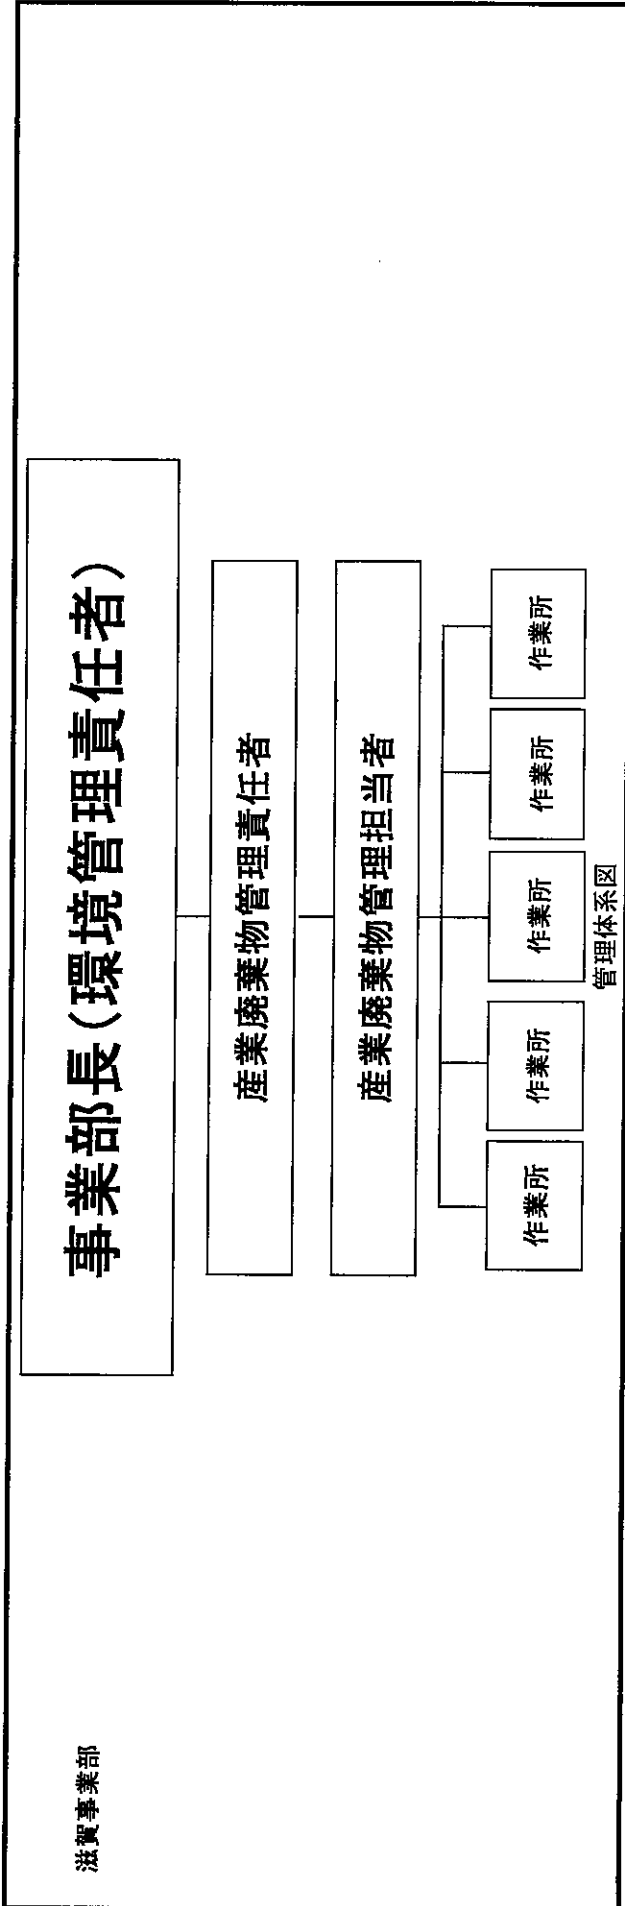 滋賀事業部
事業部長（環境管理責任者）
産業廃棄物管理責任者
産業廃棄物管理担当者
作業所
作業所
作業所
作業所
作業所
管理体系図